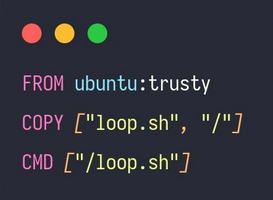 FROM ubuntu:trusty
COPY ["loop.sh", "/"]
CMD ["/loop.sh"]